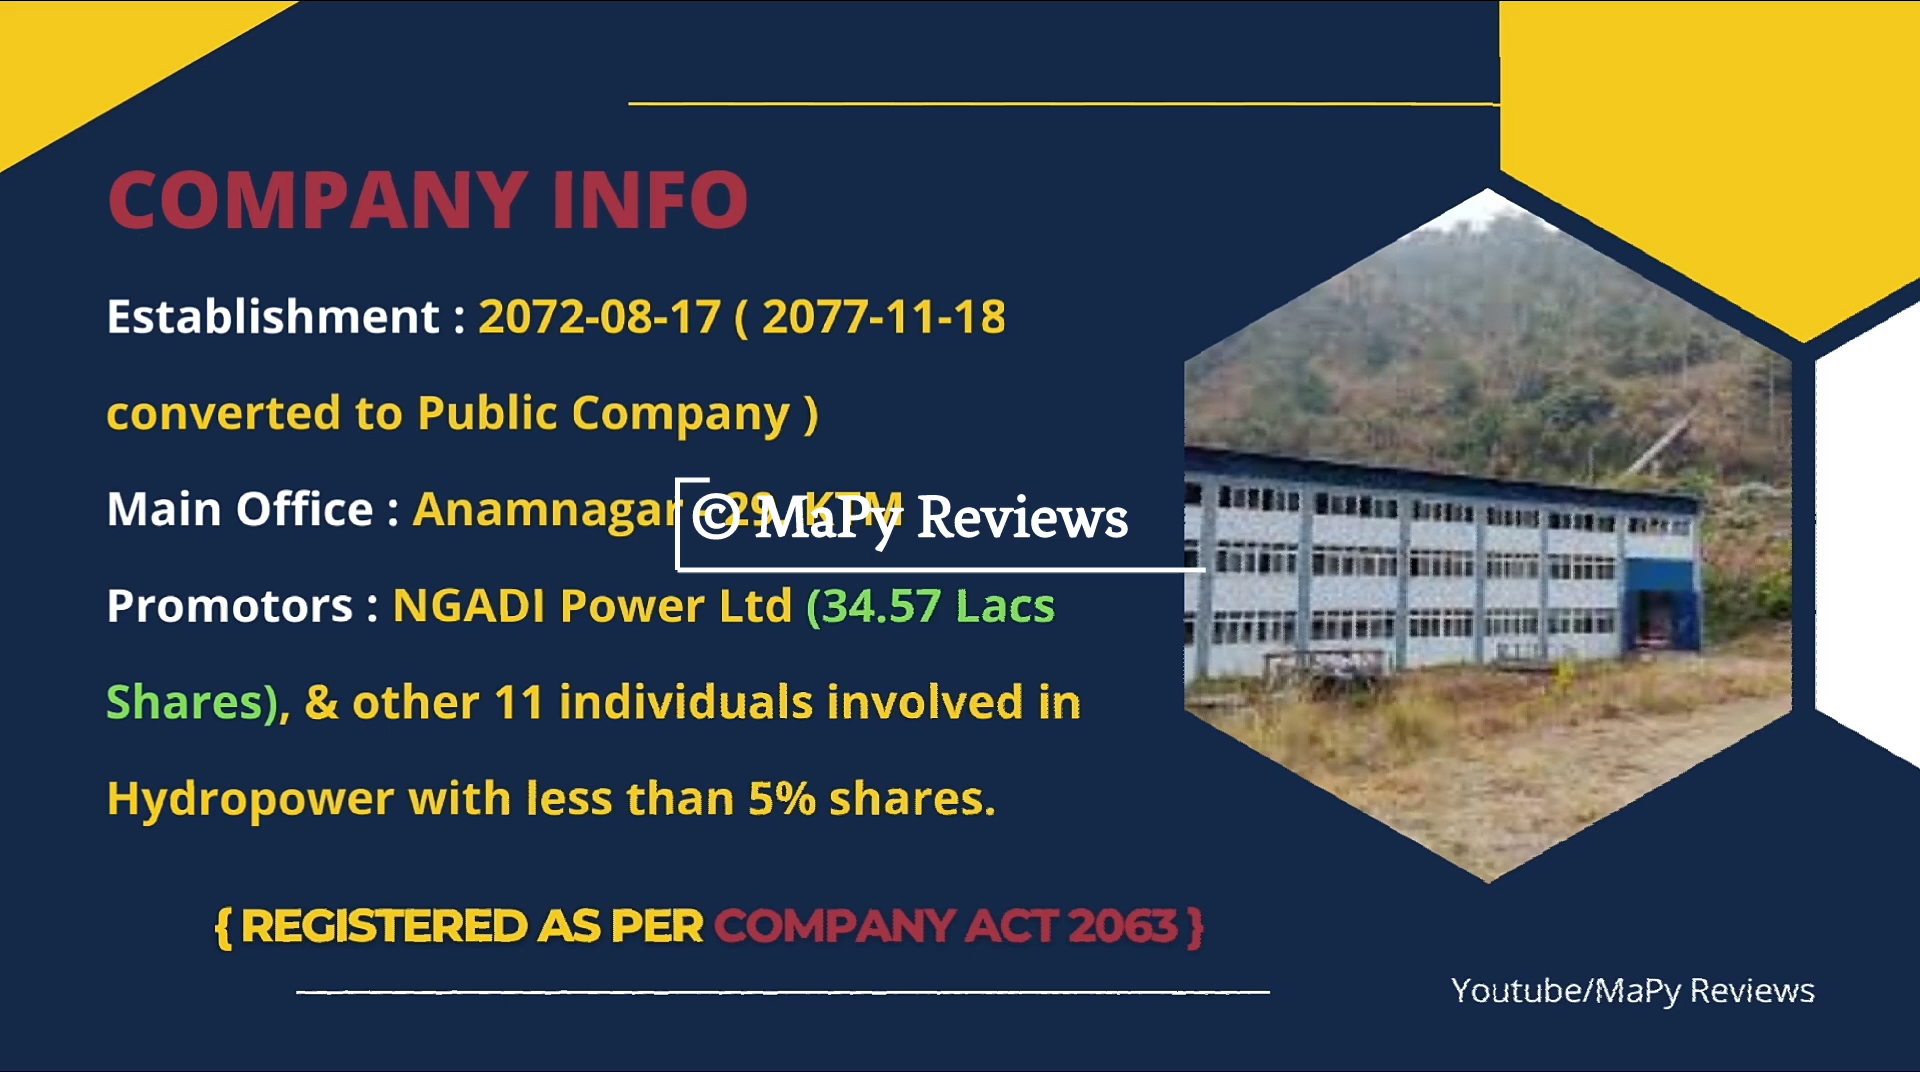 COMPANY INFO
Establishment : 2072-08-17 ( 2077-11-18
converted to Public Company )
Main Office : Anamnagar - 29, KTM
© MaPy Reviews
Promotors : NGADI Power Ltd (34.57 Lacs
Shares), & other 11 individuals involved in
Hydropower with less than 5% shares.
{ REGISTERED AS PER COMPANY ACT 2063 }
Youtube/MaPy Reviews